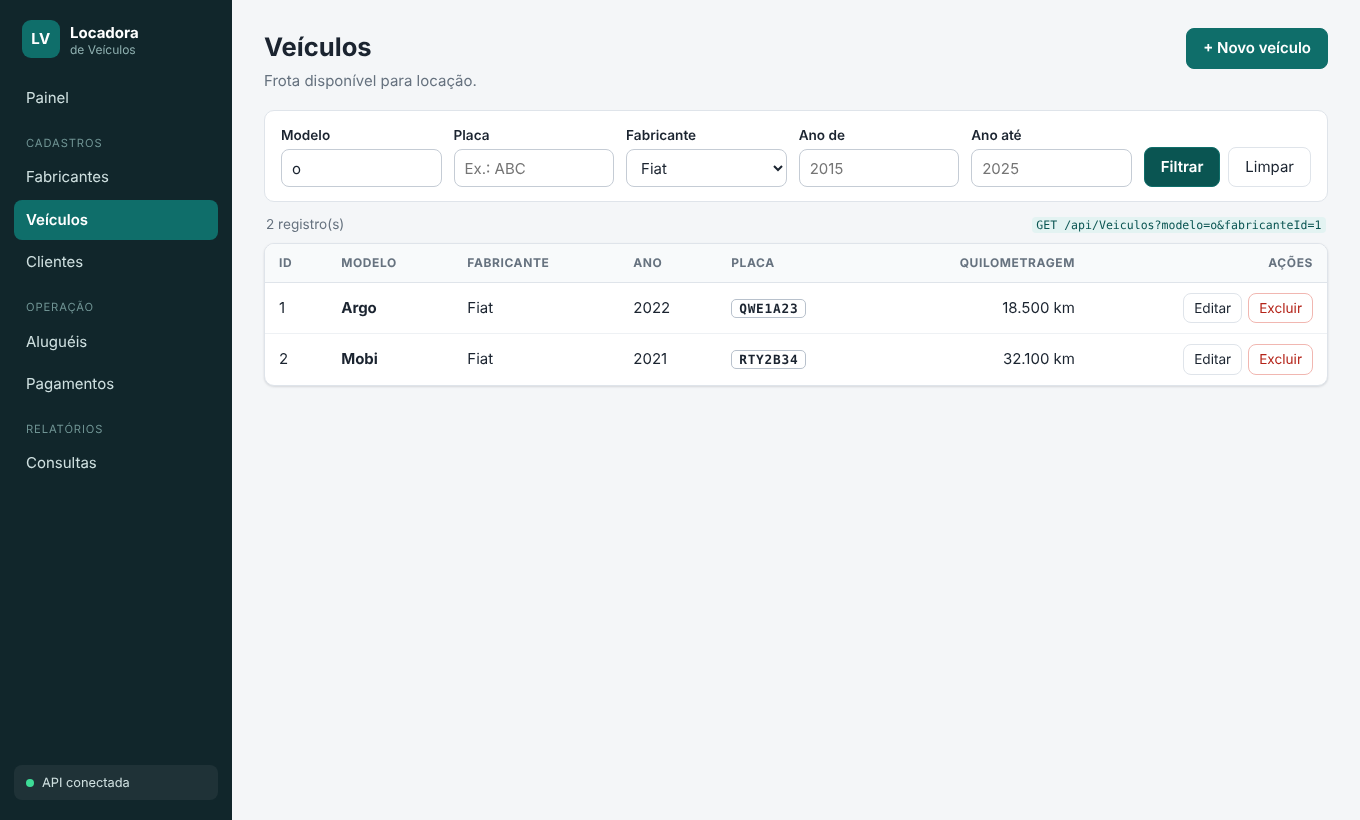 LV
Locadora
de Veículos
Painel
CADASTROS
Fabricantes
Veículos
Clientes
OPERAÇÃO
Aluguéis
Pagamentos
RELATÓRIOS
Consultas
API conectada
Veículos
+ Novo veículo
Frota disponível para locação.
Modelo Placa Fabricante Ano de Ano até
o Ex.: ABC Fiat 2015 2025 Filtrar Limpar
2 registro(s) GET /api/Veiculos?modelo=o&fabricanteId=1
ID MODELO FABRICANTE ANO PLACA QUILOMETRAGEM AÇÕES
1 Argo Fiat 2022 QWE1A23 18.500 km Editar Excluir
2 Mobi Fiat 2021 RTY2B34 32.100 km Editar Excluir